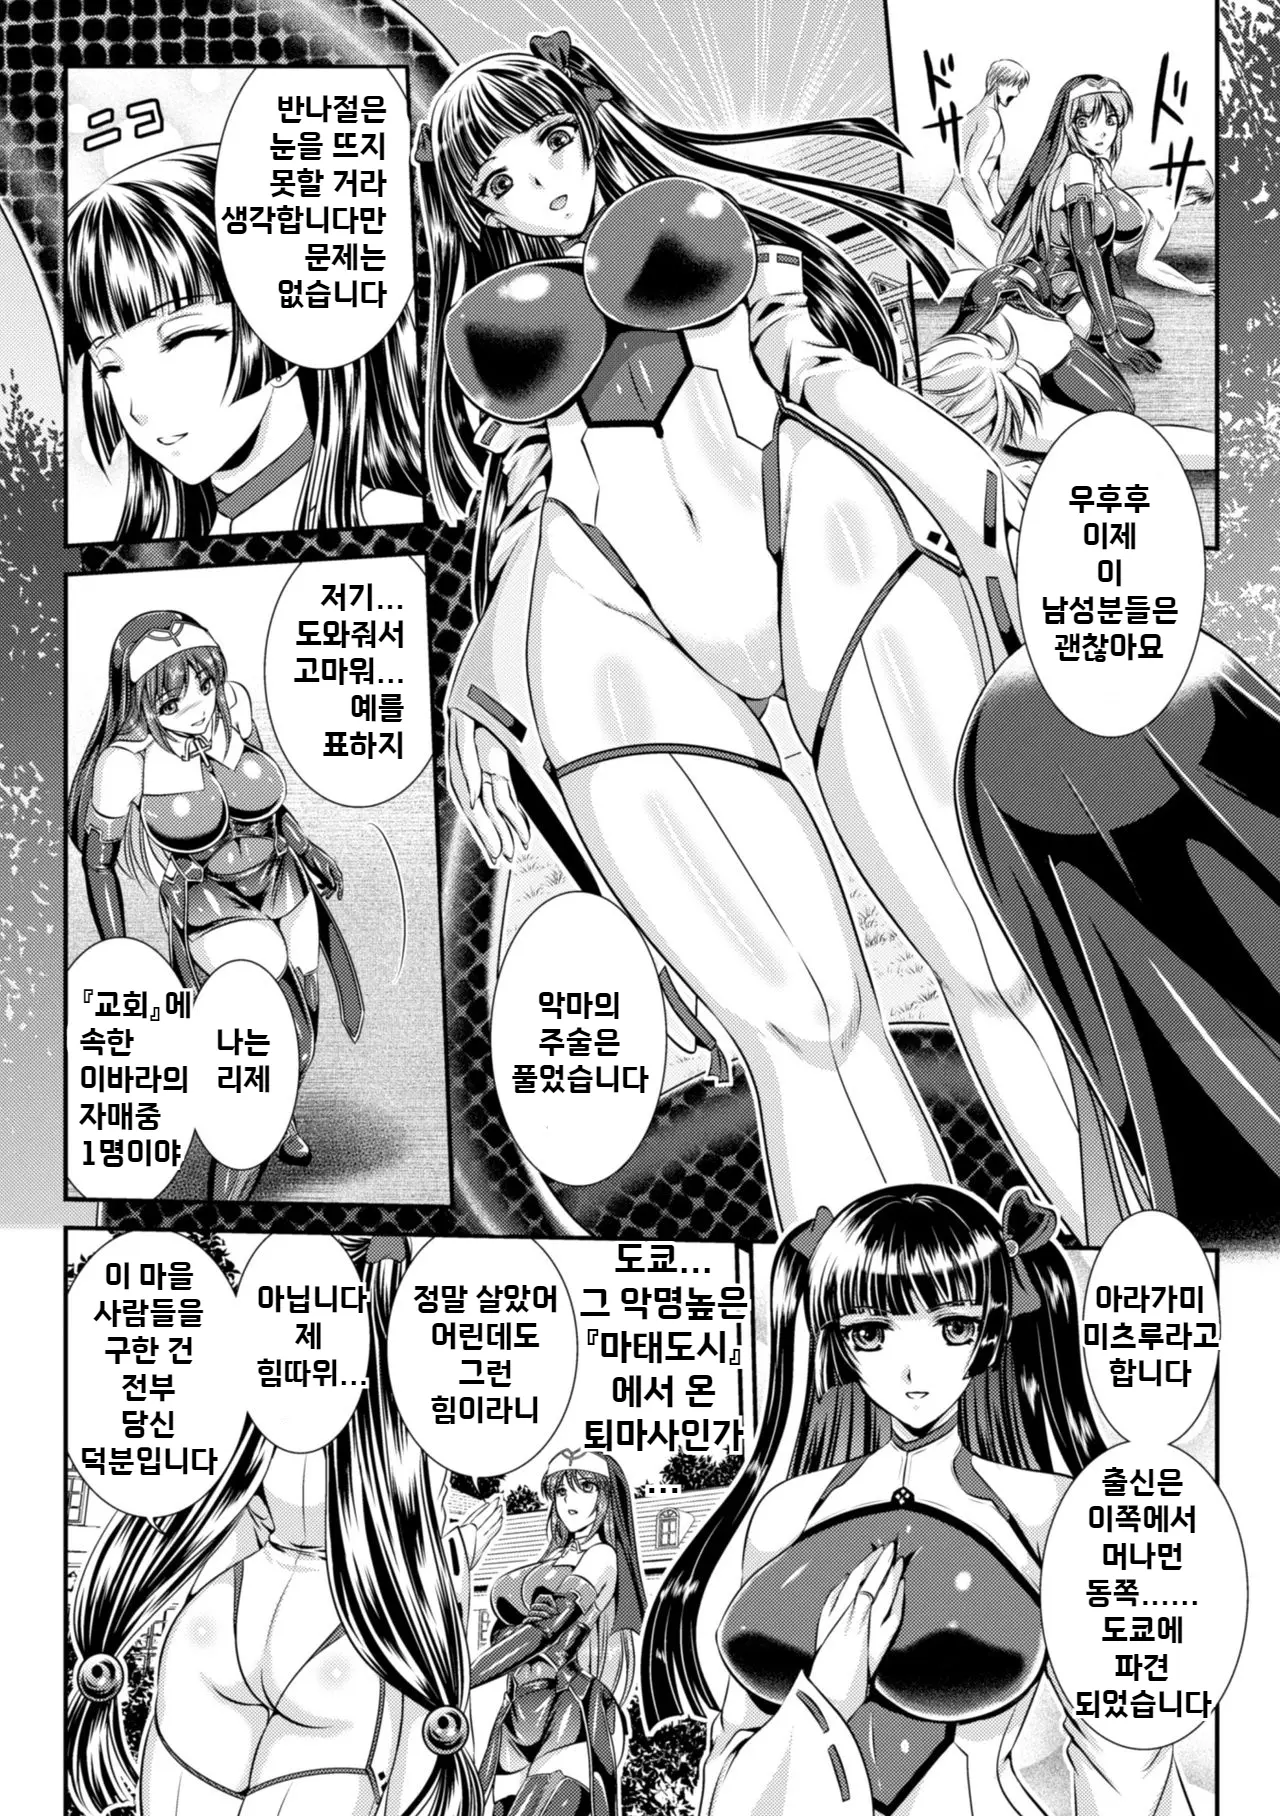 ドドサッ
우후후
이제
이
남성분들은
괜찮아요
악마의
주술은
풀었습니다
반나절은
눈을 뜨지
못할 거라
생각합니다만
문제는
없습니다
ニコ
저기...
도와줘서
고마워...
예를
표하지
나는
리제
『교회』에
속한
이바라의
자매중
1명이야
아라가미
미츠루라고
합니다
출신은
이쪽에서
머나먼
동쪽......
도쿄에
파견
되었습니다
도쿄...
그 악명높은
『마태도시』
에서 온
퇴마사인가
...
정말 살았어
어린데도
그런
힘이라니
아닙니다
제
힘따위...
이 마을
사람들을
구한 건
전부
당신
덕분입니다